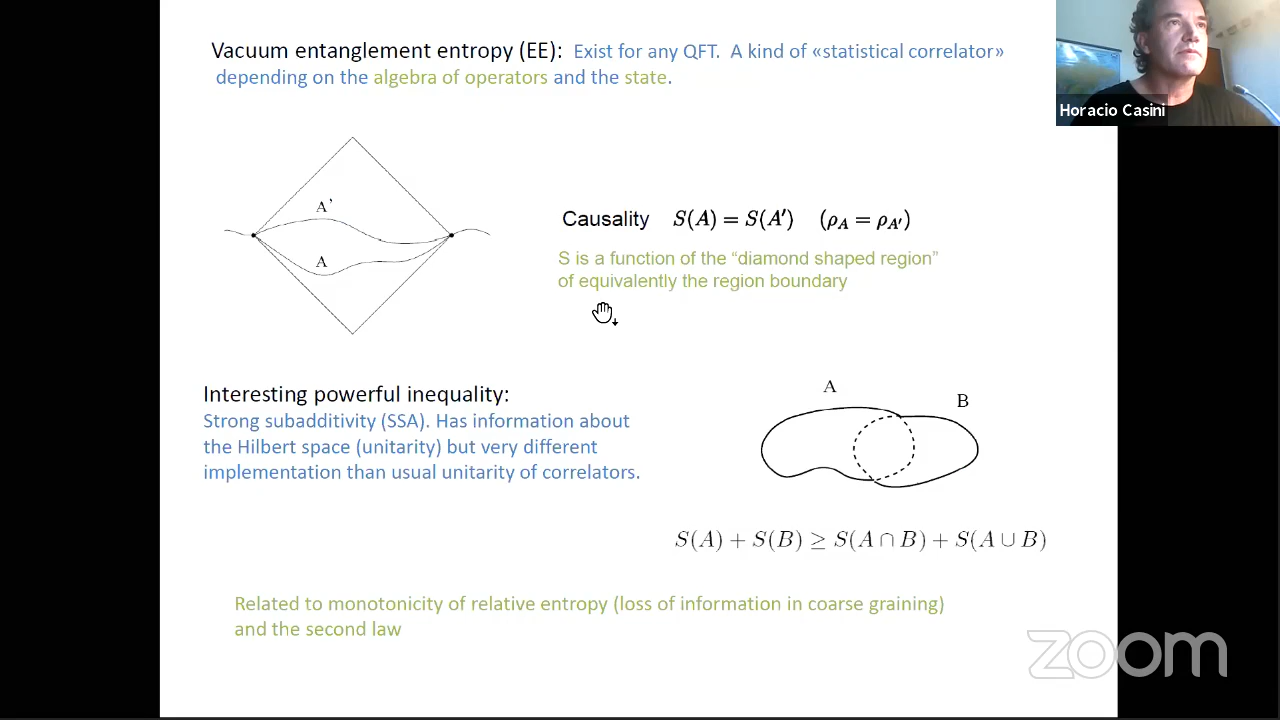 Vacuum entanglement entropy (EE): Exist for any QFT. A kind of «statistical correlator»
depending on the algebra of operators and the state.
Horacio Casini
A'
A
Causality S(A) = S(A′) (ρ_A = ρ_A′)
S is a function of the “diamond shaped region”
of equivalently the region boundary
Interesting powerful inequality:
Strong subadditivity (SSA). Has information about
the Hilbert space (unitarity) but very different
implementation than usual unitarity of correlators.
A
B
S(A) + S(B) ≥ S(A ∩ B) + S(A ∪ B)
Related to monotonicity of relative entropy (loss of information in coarse graining)
and the second law
zoom